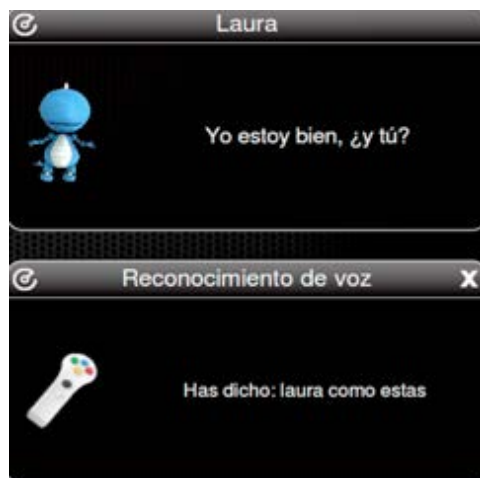 Laura
Yo estoy bien, ¿y tú?
Reconocimiento de voz X
Has dicho: laura como estas